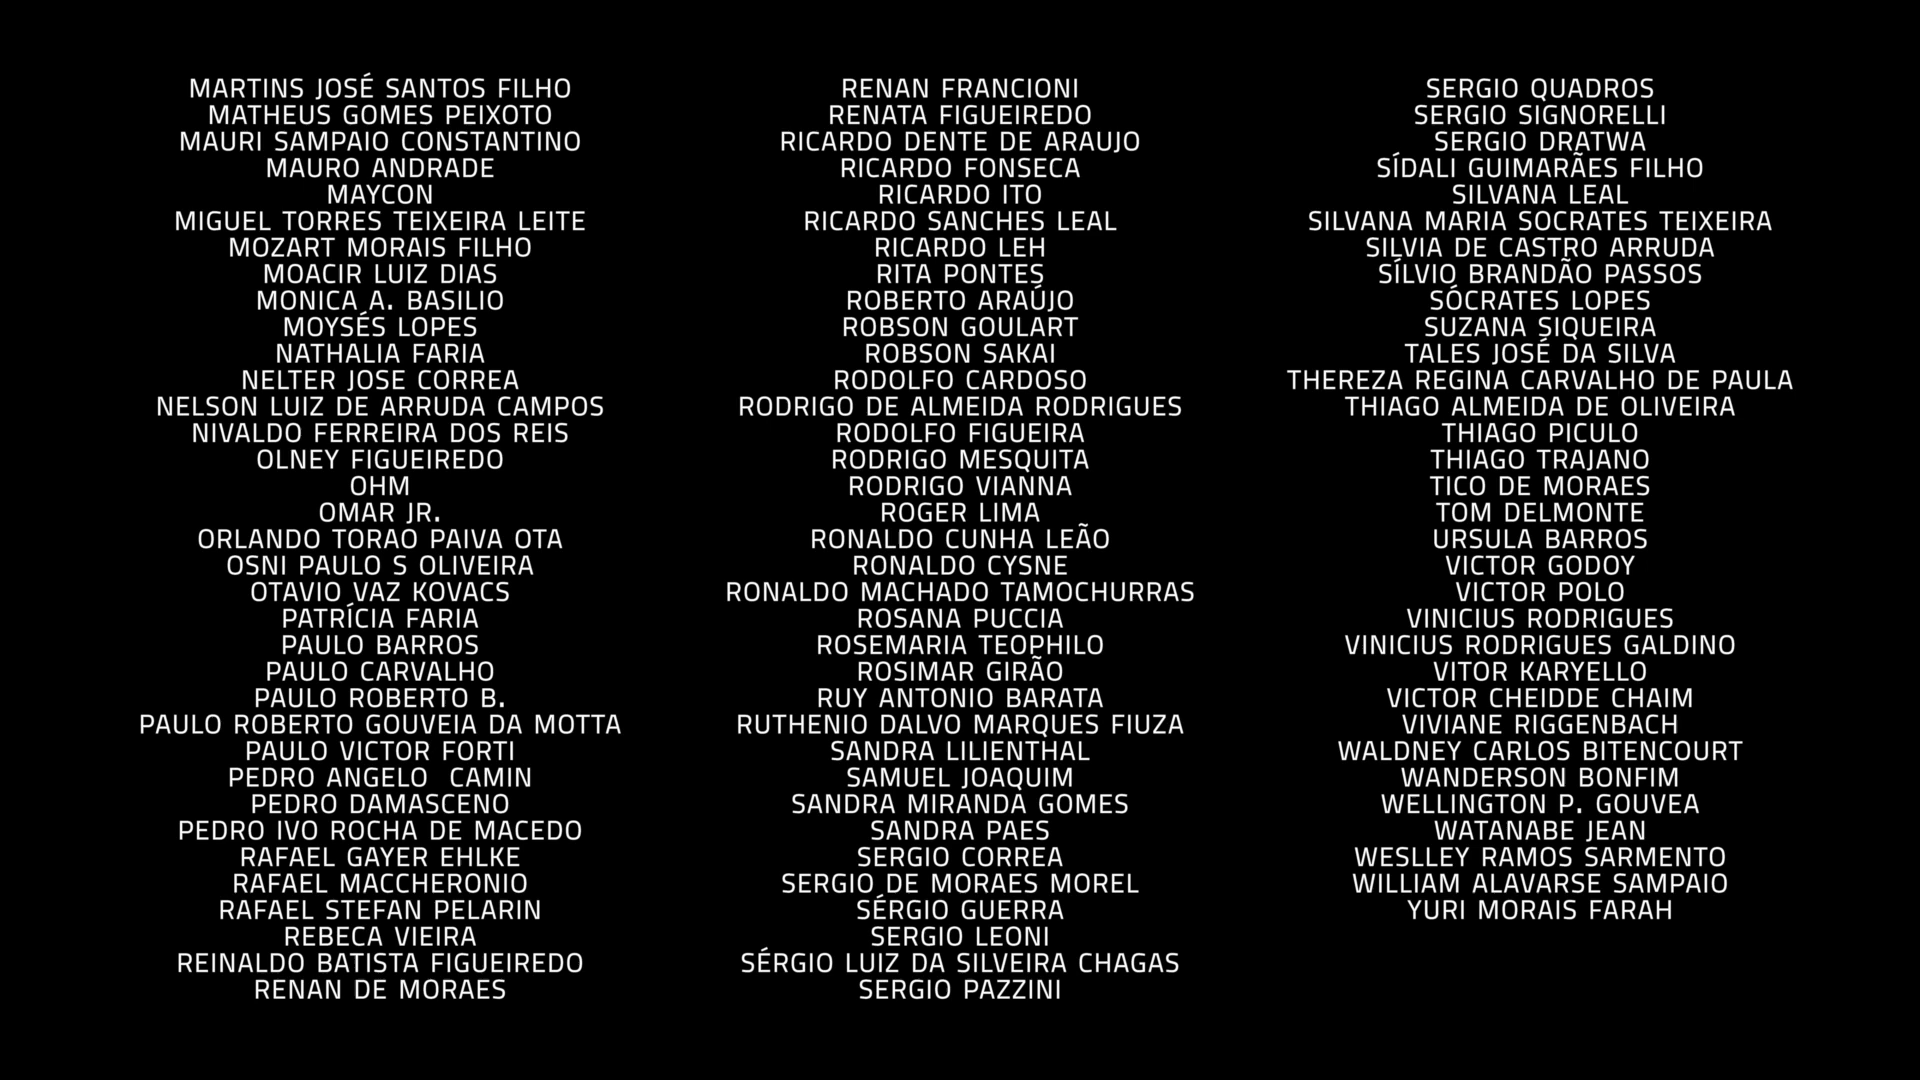 MARTINS JOSÉ SANTOS FILHO
MATHEUS GOMES PEIXOTO
MAURI SAMPAIO CONSTANTINO
MAURO ANDRADE
MAYCON
MIGUEL TORRES TEIXEIRA LEITE
MOZART MORAIS FILHO
MOACIR LUIZ DIAS
MONICA A. BASILIO
MOYSÉS LOPES
NATHALIA FARIA
NELTER JOSE CORREA
NELSON LUIZ DE ARRUDA CAMPOS
NIVALDO FERREIRA DOS REIS
OLNEY FIGUEIREDO
OHM
OMAR JR.
ORLANDO TORAO PAIVA OTA
OSNI PAULO S OLIVEIRA
OTAVIO VAZ KOVACS
PATRÍCIA FARIA
PAULO BARROS
PAULO CARVALHO
PAULO ROBERTO B.
PAULO ROBERTO GOUVEIA DA MOTTA
PAULO VICTOR FORTI
PEDRO ANGELO  CAMIN
PEDRO DAMASCENO
PEDRO IVO ROCHA DE MACEDO
RAFAEL GAYER EHLKE
RAFAEL MACCHERONIO
RAFAEL STEFAN PELARIN
REBECA VIEIRA
REINALDO BATISTA FIGUEIREDO
RENAN DE MORAES
RENAN FRANCIONI
RENATA FIGUEIREDO
RICARDO DENTE DE ARAUJO
RICARDO FONSECA
RICARDO ITO
RICARDO SANCHES LEAL
RICARDO LEH
RITA PONTES
ROBERTO ARAÚJO
ROBSON GOULART
ROBSON SAKAI
RODOLFO CARDOSO
RODRIGO DE ALMEIDA RODRIGUES
RODOLFO FIGUEIRA
RODRIGO MESQUITA
RODRIGO VIANNA
ROGER LIMA
RONALDO CUNHA LEÃO
RONALDO CYSNE
RONALDO MACHADO TAMOCHURRAS
ROSANA PUCCIA
ROSEMARIA TEOPHILO
ROSIMAR GIRÃO
RUY ANTONIO BARATA
RUTHENIO DALVO MARQUES FIUZA
SANDRA LILIENTHAL
SAMUEL JOAQUIM
SANDRA MIRANDA GOMES
SANDRA PAES
SERGIO CORREA
SERGIO DE MORAES MOREL
SÉRGIO GUERRA
SERGIO LEONI
SÉRGIO LUIZ DA SILVEIRA CHAGAS
SERGIO PAZZINI
SERGIO QUADROS
SERGIO SIGNORELLI
SERGIO DRATWA
SÍDALI GUIMARÃES FILHO
SILVANA LEAL
SILVANA MARIA SOCRATES TEIXEIRA
SILVIA DE CASTRO ARRUDA
SÍLVIO BRANDÃO PASSOS
SÓCRATES LOPES
SUZANA SIQUEIRA
TALES JOSÉ DA SILVA
THEREZA REGINA CARVALHO DE PAULA
THIAGO ALMEIDA DE OLIVEIRA
THIAGO PICULO
THIAGO TRAJANO
TICO DE MORAES
TOM DELMONTE
URSULA BARROS
VICTOR GODOY
VICTOR POLO
VINICIUS RODRIGUES
VINICIUS RODRIGUES GALDINO
VITOR KARYELLO
VICTOR CHEIDDE CHAIM
VIVIANE RIGGENBACH
WALDNEY CARLOS BITENCOURT
WANDERSON BONFIM
WELLINGTON P. GOUVEA
WATANABE JEAN
WESLLEY RAMOS SARMENTO
WILLIAM ALAVARSE SAMPAIO
YURI MORAIS FARAH